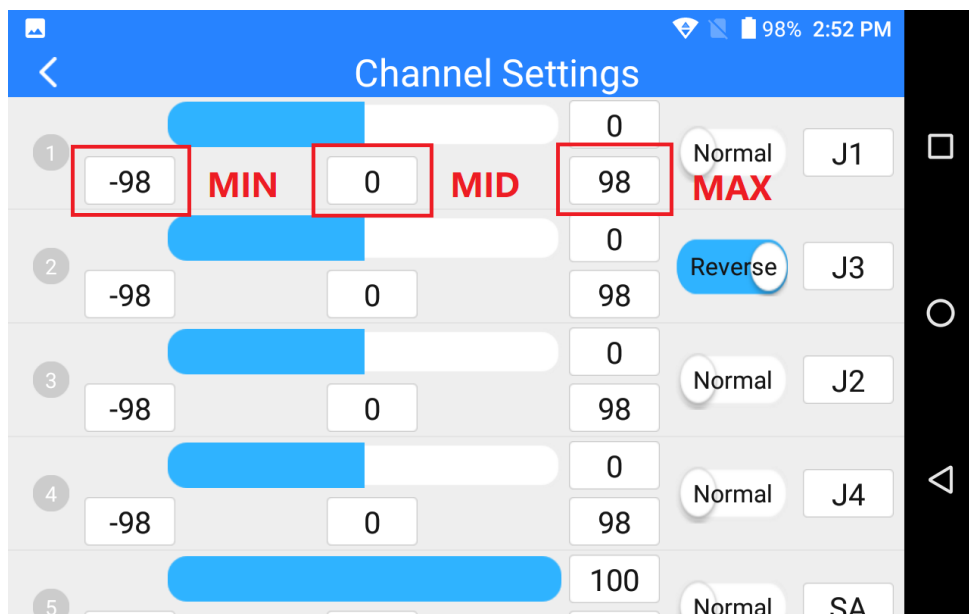 98% 2:52 PM
Channel Settings
0
1
Normal
J1
-98
MIN
0
MID
98
MAX
0
2
Reverse
J3
-98
0
98
0
3
Normal
J2
-98
0
98
0
4
Normal
J4
-98
0
98
100
5
Normal
SA